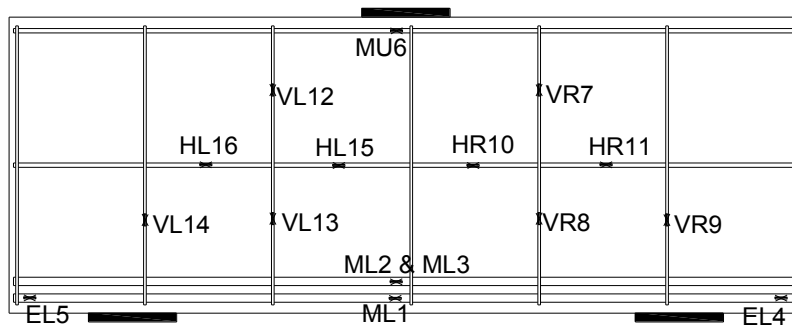 MU6
VL12 VR7
HL16 HL15 HR10 HR11
VL14 VL13 VR8 VR9
ML2 & ML3
EL5 ML1 EL4